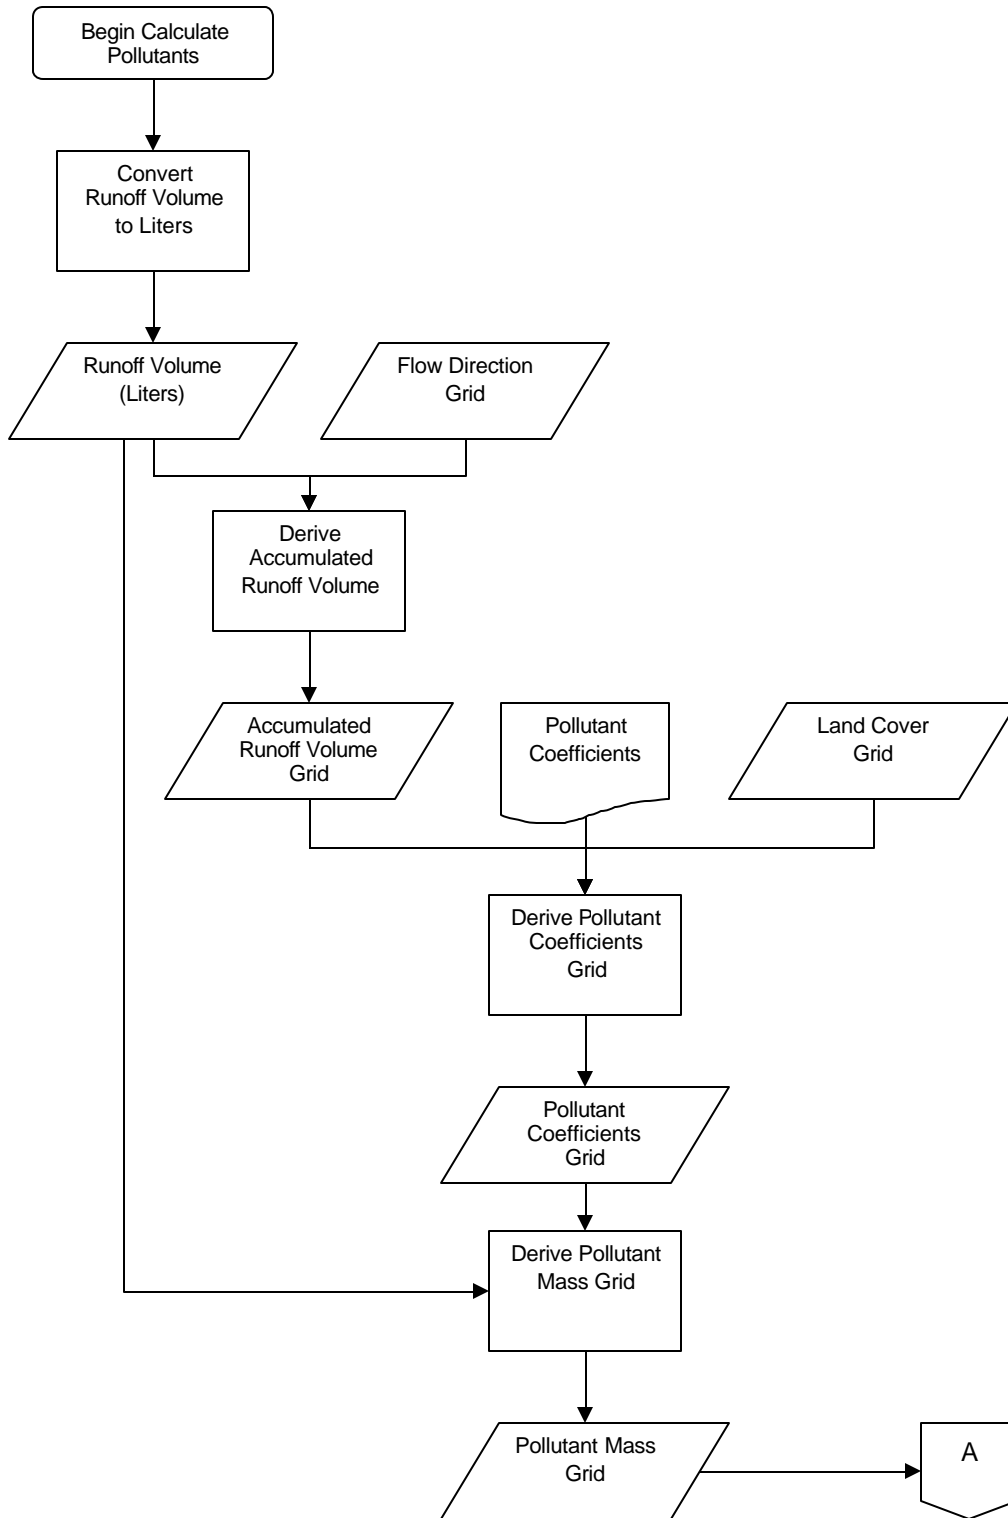 Begin Calculate
Pollutants
Convert
Runoff Volume
to Liters
Runoff Volume
(Liters)
Flow Direction
Grid
Derive
Accumulated
Runoff Volume
Accumulated
Runoff Volume
Grid
Pollutant
Coefficients
Land Cover
Grid
Derive Pollutant
Coefficients
Grid
Pollutant
Coefficients
Grid
Derive Pollutant
Mass Grid
Pollutant Mass
Grid
A